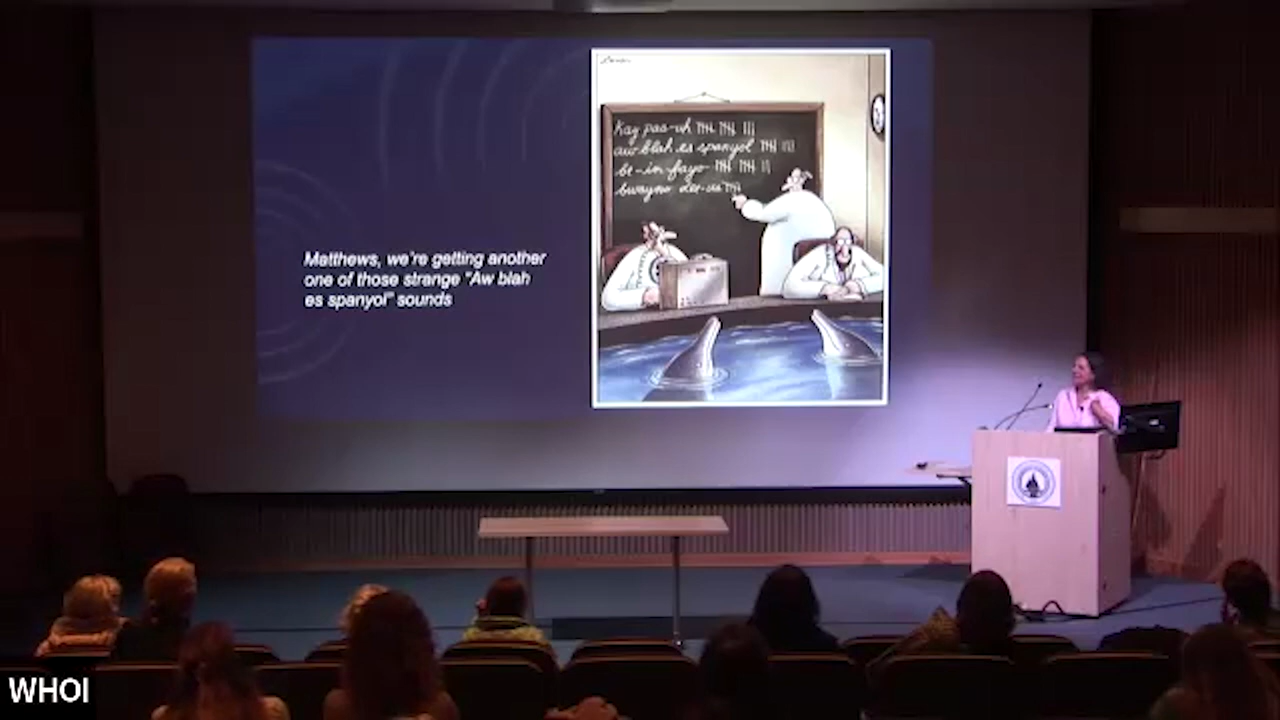 Matthews, we're getting another
one of those strange "Aw blah
es spanyol" sounds
Kay pas-uh
aw blah es spanyol
be-in fayo
bwayno dee-us
WHOI